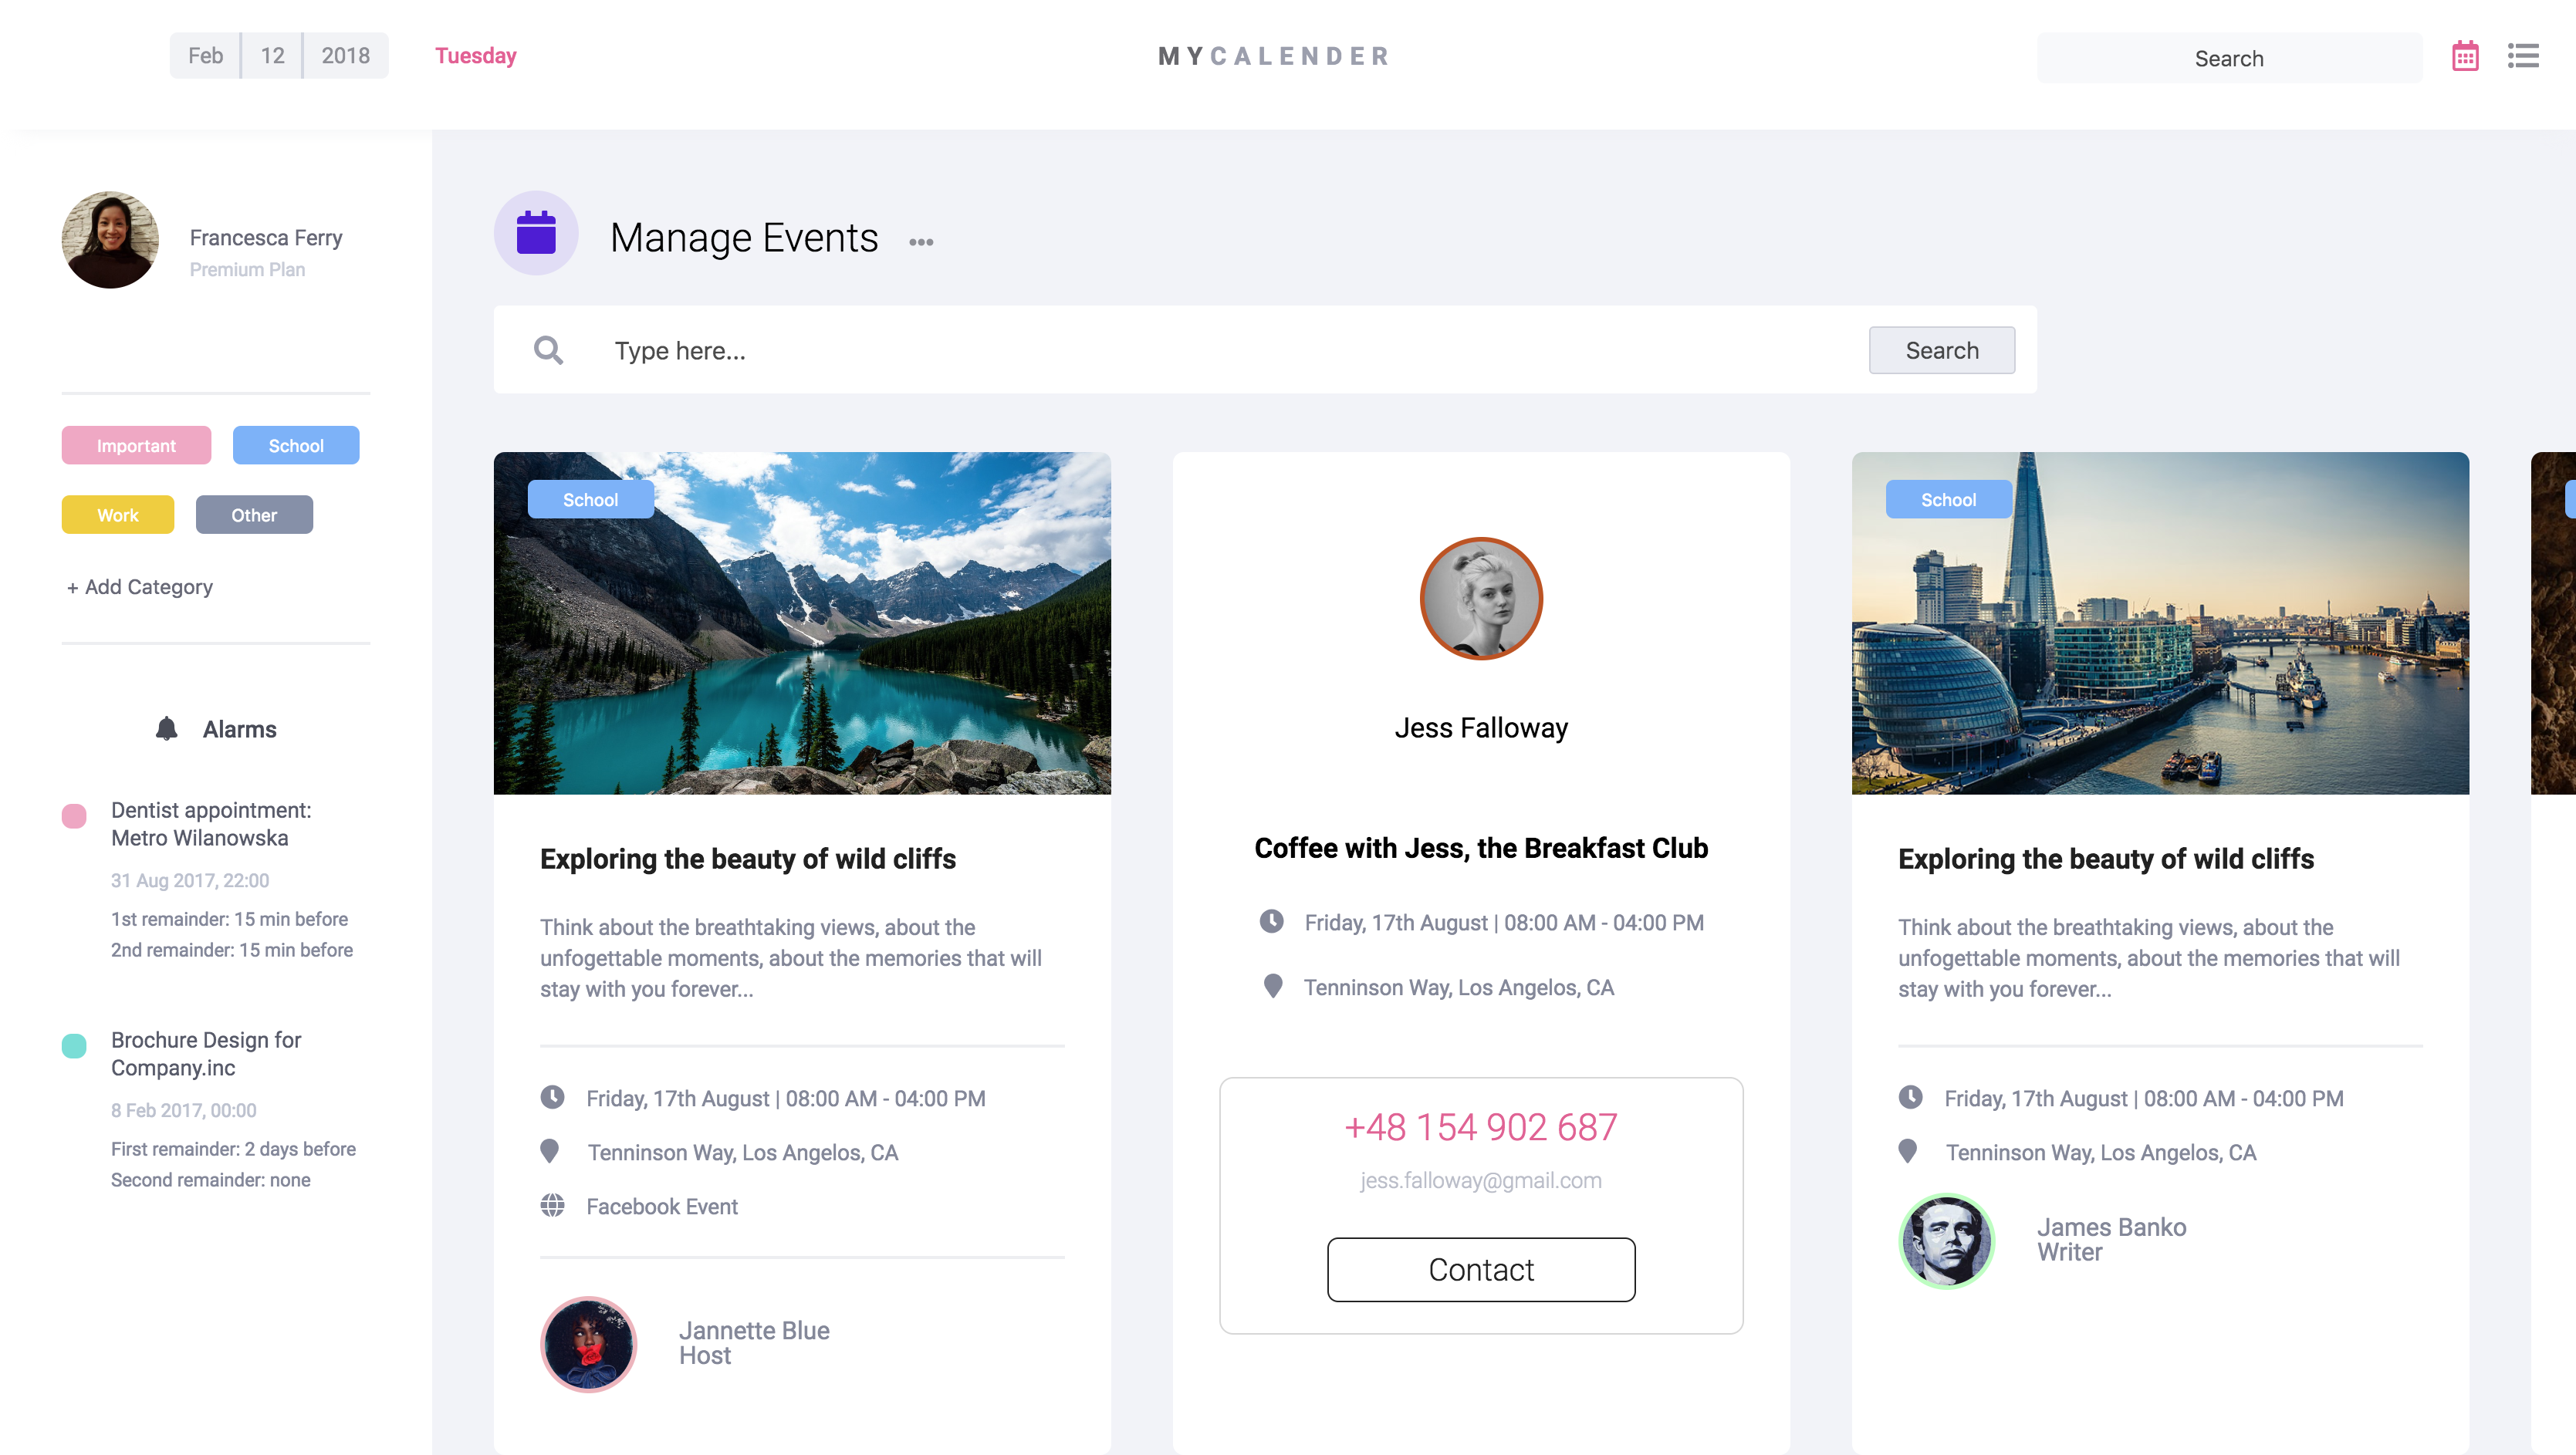 Feb 12 2018 Tuesday
MYCALENDER
Search
Francesca Ferry
Premium Plan
Important School
Work Other
+ Add Category
Alarms
Dentist appointment:
Metro Wilanowska
31 Aug 2017, 22:00
1st remainder: 15 min before
2nd remainder: 15 min before
Brochure Design for
Company.inc
8 Feb 2017, 00:00
First remainder: 2 days before
Second remainder: none
Manage Events
Type here...
Search
School
Exploring the beauty of wild cliffs
Think about the breathtaking views, about the
unfogettable moments, about the memories that will
stay with you forever...
Friday, 17th August | 08:00 AM - 04:00 PM
Tenninson Way, Los Angelos, CA
Facebook Event
Jannette Blue
Host
Jess Falloway
Coffee with Jess, the Breakfast Club
Friday, 17th August | 08:00 AM - 04:00 PM
Tenninson Way, Los Angelos, CA
+48 154 902 687
jess.falloway@gmail.com
Contact
School
Exploring the beauty of wild cliffs
Think about the breathtaking views, about the
unfogettable moments, about the memories that will
stay with you forever...
Friday, 17th August | 08:00 AM - 04:00 PM
Tenninson Way, Los Angelos, CA
James Banko
Writer